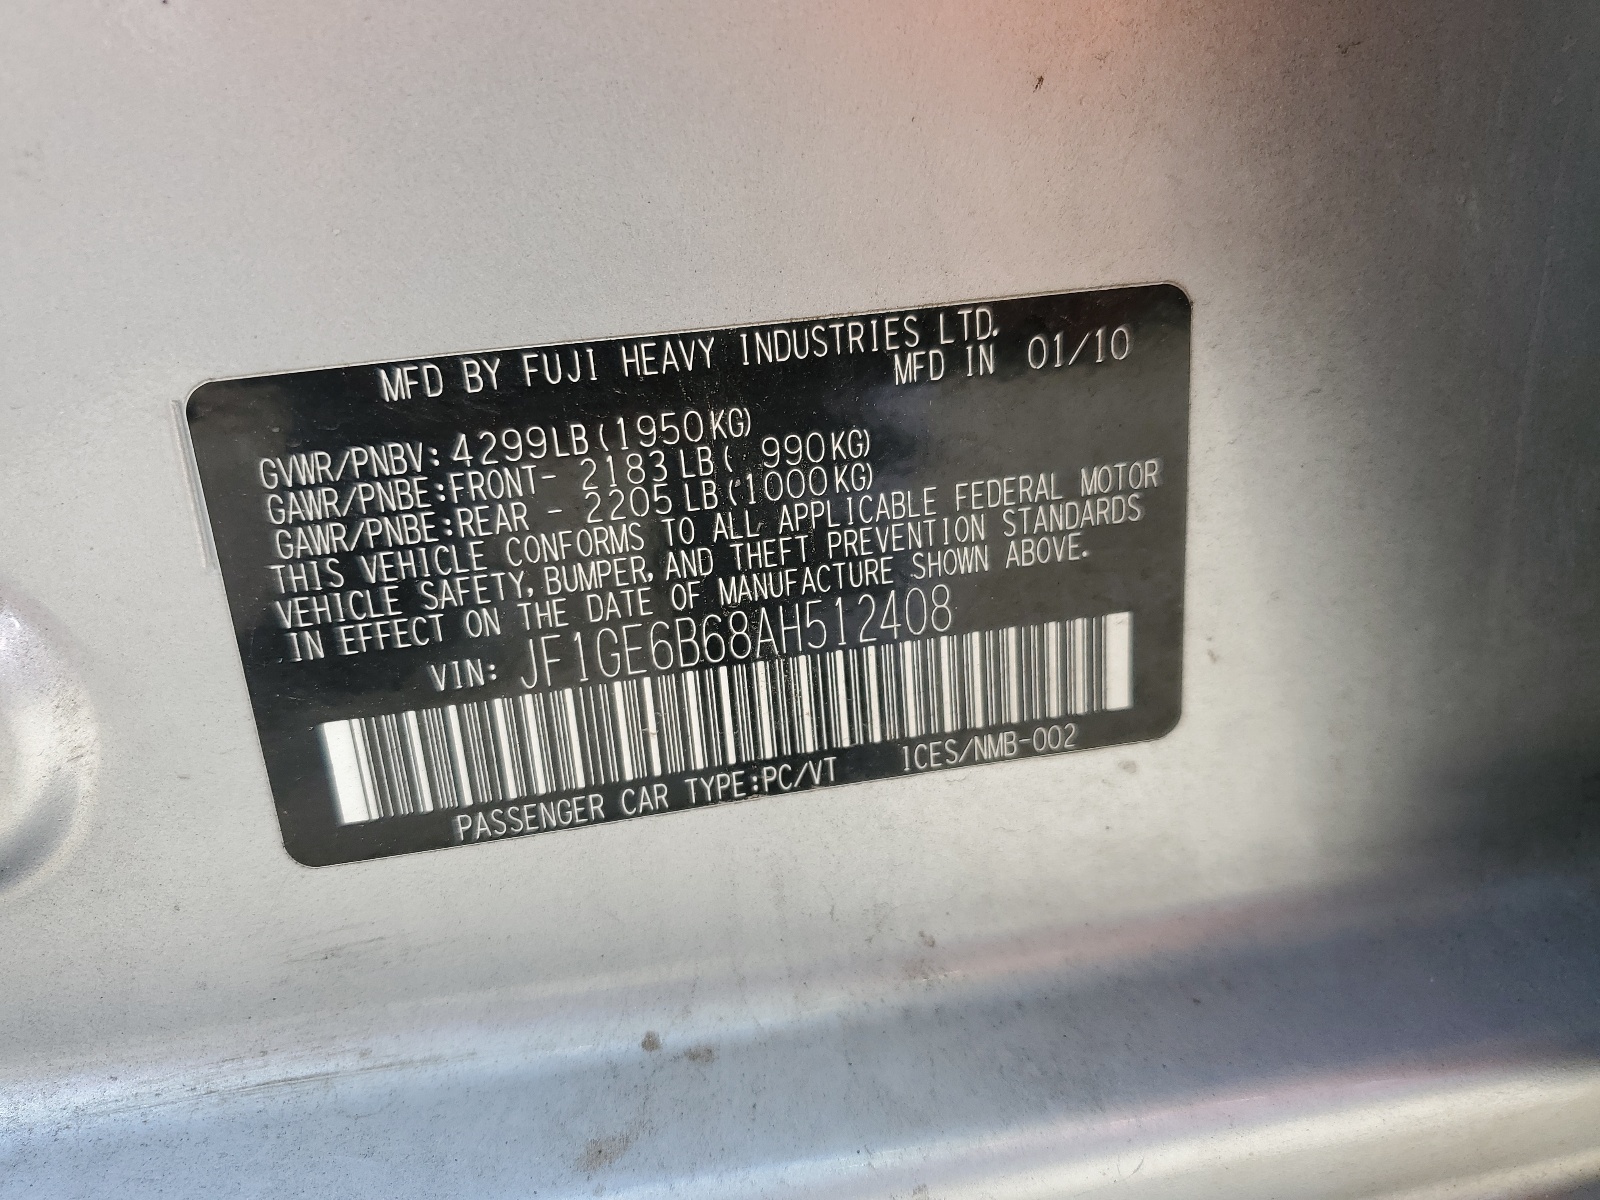 MFD BY FUJI HEAVY INDUSTRIES LTD.
MFD IN 01/10
GVWR/PNBV: 4299LB (1950KG)
GAWR/PNBE:FRONT- 2183 LB ( 990KG)
GAWR/PNBE:REAR - 2205 LB (1000KG)
THIS VEHICLE CONFORMS TO ALL APPLICABLE FEDERAL MOTOR
VEHICLE SAFETY, BUMPER, AND THEFT PREVENTION STANDARDS
IN EFFECT ON THE DATE OF MANUFACTURE SHOWN ABOVE.
VIN: JF1GE6B68AH512408
PASSENGER CAR TYPE:PC/VT ICES/NMB-002